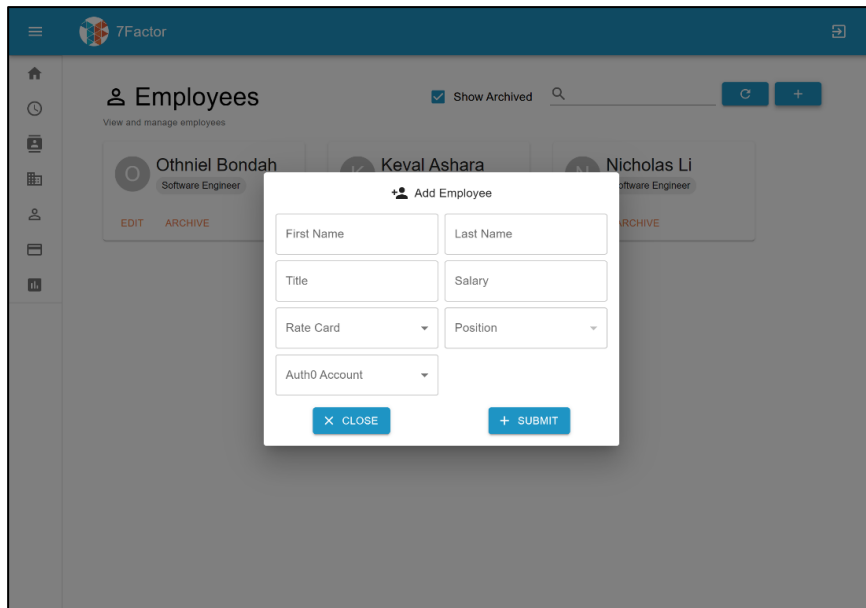 7Factor
Employees
Show Archived
View and manage employees
O
Othniel Bondah
Software Engineer
EDIT ARCHIVE
Keval Ashara
N
Nicholas Li
Software Engineer
ARCHIVE
Add Employee
First Name
Last Name
Title
Salary
Rate Card
Position
Auth0 Account
CLOSE
SUBMIT